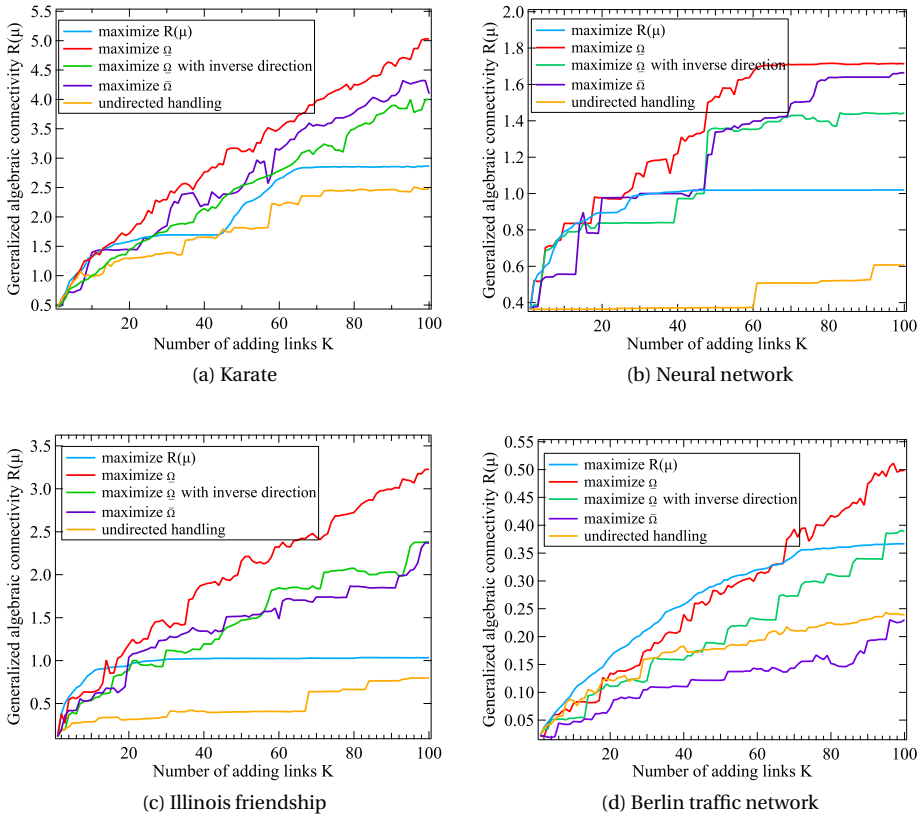 maximize R(μ)
maximize Ω̲
maximize Ω̲ with inverse direction
maximize Ω̄
undirected handling
Generalized algebraic connectivity R(μ)
5.0
4.5
4.0
3.5
3.0
2.5
2.0
1.5
1.0
0.5
20
40
60
80
100
Number of adding links K
(a) Karate
maximize R(μ)
maximize Ω̲
maximize Ω̲ with inverse direction
maximize Ω̄
undirected handling
Generalized algebraic connectivity R(μ)
2.0
1.8
1.6
1.4
1.2
1.0
0.8
0.6
0.4
20
40
60
80
100
Number of adding links K
(b) Neural network
maximize R(μ)
maximize Ω̲
maximize Ω̲ with inverse direction
maximize Ω̄
undirected handling
Generalized algebraic connectivity R(μ)
3.5
3.0
2.5
2.0
1.5
1.0
0.5
20
40
60
80
100
Number of adding links K
(c) Illinois friendship
maximize R(μ)
maximize Ω̲
maximize Ω̲ with inverse direction
maximize Ω̄
undirected handling
Generalized algebraic connectivity R(μ)
0.55
0.50
0.45
0.40
0.35
0.30
0.25
0.20
0.15
0.10
0.05
20
40
60
80
100
Number of adding links K
(d) Berlin traffic network